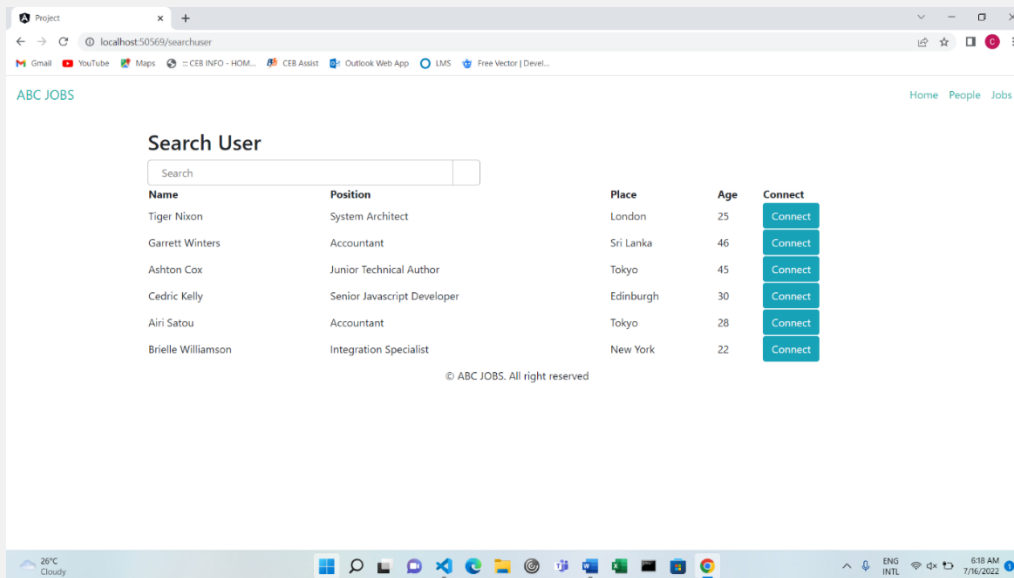 Project
localhost:50569/searchuser
Gmail YouTube Maps :: CEB INFO - HOM... CEB Assist Outlook Web App LMS Free Vector | Devel...
ABC JOBS Home People Jobs
Search User
Search
Name Position Place Age Connect
Tiger Nixon System Architect London 25 Connect
Garrett Winters Accountant Sri Lanka 46 Connect
Ashton Cox Junior Technical Author Tokyo 45 Connect
Cedric Kelly Senior Javascript Developer Edinburgh 30 Connect
Airi Satou Accountant Tokyo 28 Connect
Brielle Williamson Integration Specialist New York 22 Connect
© ABC JOBS. All right reserved
26°C ENG 6:18 AM
Cloudy INTL 7/16/2022